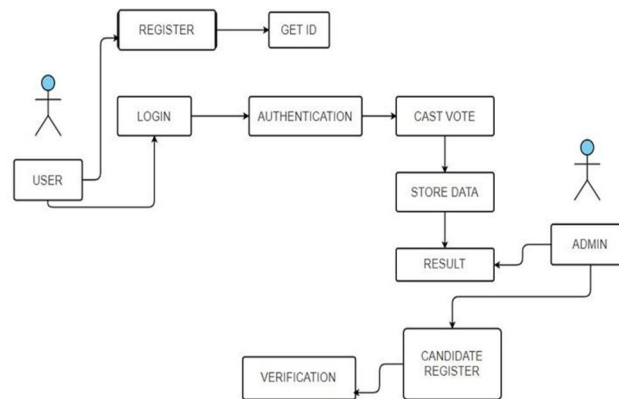 REGISTER
GET ID
LOGIN
AUTHENTICATION
CAST VOTE
USER
STORE DATA
ADMIN
RESULT
CANDIDATE
REGISTER
VERIFICATION